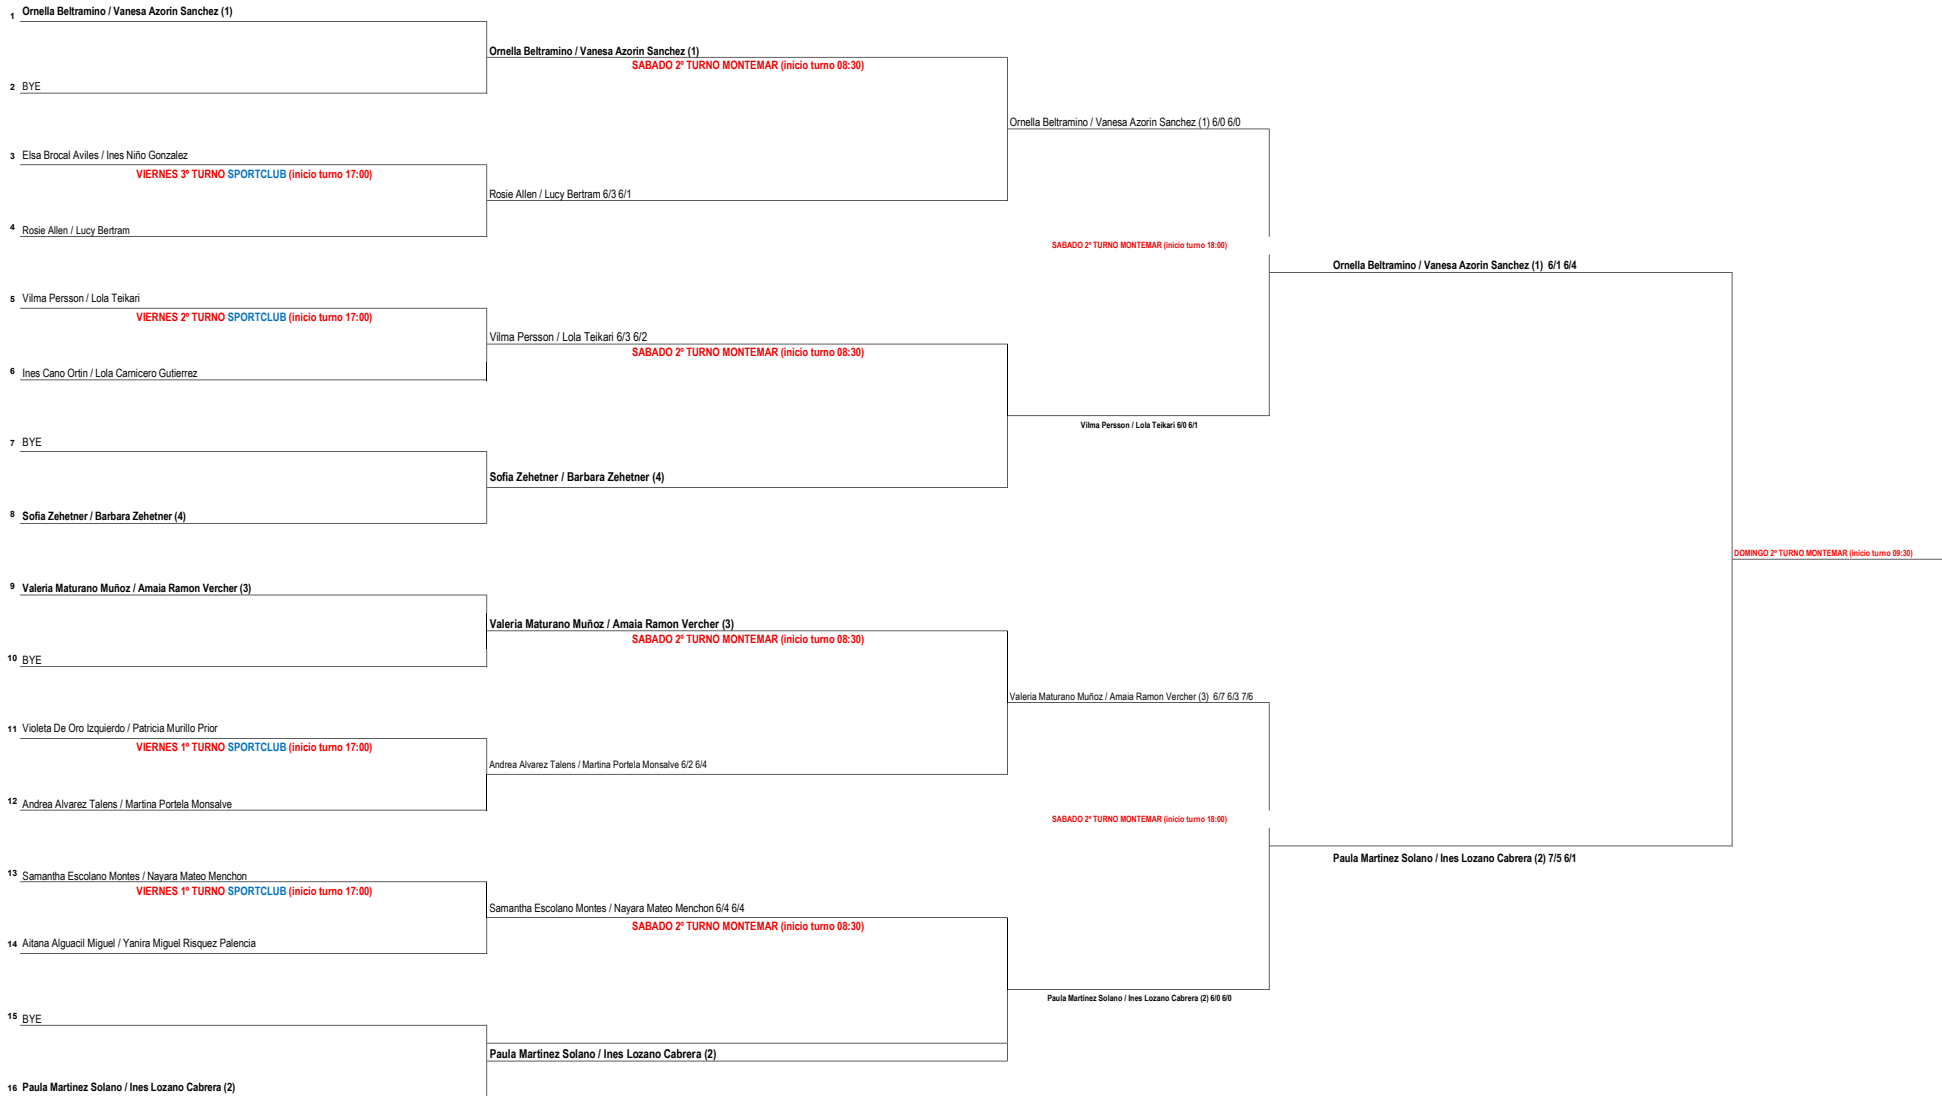 1 Ornella Beltramino / Vanesa Azorin Sanchez (1)
Ornella Beltramino / Vanesa Azorin Sanchez (1)
SABADO 2º TURNO MONTEMAR (inicio turno 08:30)
2 BYE
Ornella Beltramino / Vanesa Azorin Sanchez (1) 6/0 6/0
3 Elsa Brocal Aviles / Ines Niño Gonzalez
VIERNES 3º TURNO SPORTCLUB (inicio turno 17:00)
Rosie Allen / Lucy Bertram 6/3 6/1
4 Rosie Allen / Lucy Bertram
SABADO 2º TURNO MONTEMAR (inicio turno 18:00)
Ornella Beltramino / Vanesa Azorin Sanchez (1) 6/1 6/4
5 Vilma Persson / Lola Teikari
VIERNES 2º TURNO SPORTCLUB (inicio turno 17:00)
Vilma Persson / Lola Teikari 6/3 6/2
SABADO 2º TURNO MONTEMAR (inicio turno 08:30)
6 Ines Cano Ortin / Lola Carnicero Gutierrez
Vilma Persson / Lola Teikari 6/0 6/1
7 BYE
Sofia Zehetner / Barbara Zehetner (4)
8 Sofia Zehetner / Barbara Zehetner (4)
DOMINGO 2º TURNO MONTEMAR (inicio turno 09:30)
9 Valeria Maturano Muñoz / Amaia Ramon Vercher (3)
Valeria Maturano Muñoz / Amaia Ramon Vercher (3)
SABADO 2º TURNO MONTEMAR (inicio turno 08:30)
10 BYE
Valeria Maturano Muñoz / Amaia Ramon Vercher (3) 6/7 6/3 7/6
11 Violeta De Oro Izquierdo / Patricia Murillo Prior
VIERNES 1º TURNO SPORTCLUB (inicio turno 17:00)
Andrea Alvarez Talens / Martina Portela Monsalve 6/2 6/4
12 Andrea Alvarez Talens / Martina Portela Monsalve
SABADO 2º TURNO MONTEMAR (inicio turno 18:00)
Paula Martinez Solano / Ines Lozano Cabrera (2) 7/5 6/1
13 Samantha Escolano Montes / Nayara Mateo Menchon
VIERNES 1º TURNO SPORTCLUB (inicio turno 17:00)
Samantha Escolano Montes / Nayara Mateo Menchon 6/4 6/4
SABADO 2º TURNO MONTEMAR (inicio turno 08:30)
14 Aitana Alguacil Miguel / Yanira Miguel Risquez Palencia
Paula Martinez Solano / Ines Lozano Cabrera (2) 6/0 6/0
15 BYE
Paula Martinez Solano / Ines Lozano Cabrera (2)
16 Paula Martinez Solano / Ines Lozano Cabrera (2)